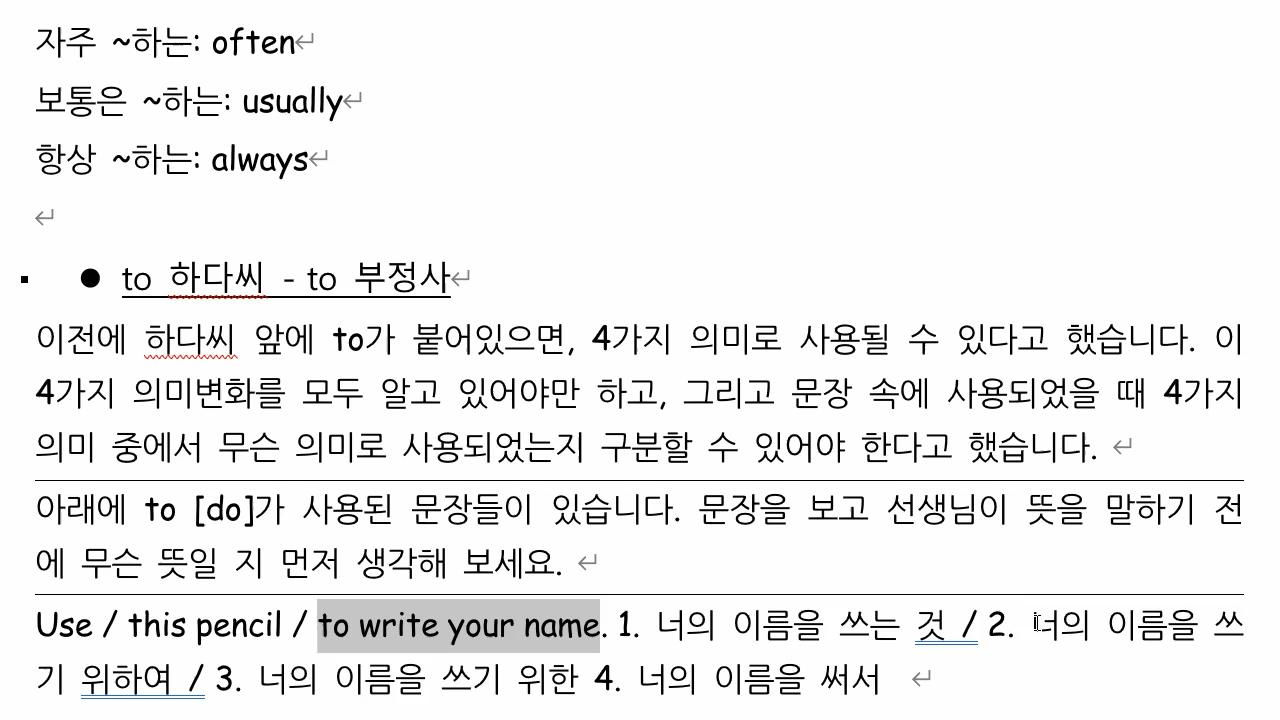 자주 ~하는: often
보통은 ~하는: usually
항상 ~하는: always
● to 하다씨 - to 부정사
이전에 하다씨 앞에 to가 붙어있으면, 4가지 의미로 사용될 수 있다고 했습니다. 이
4가지 의미변화를 모두 알고 있어야만 하고, 그리고 문장 속에 사용되었을 때 4가지
의미 중에서 무슨 의미로 사용되었는지 구분할 수 있어야 한다고 했습니다.
아래에 to [do]가 사용된 문장들이 있습니다. 문장을 보고 선생님이 뜻을 말하기 전
에 무슨 뜻일 지 먼저 생각해 보세요.
Use / this pencil / to write your name. 1. 너의 이름을 쓰는 것 / 2. 너의 이름을 쓰
기 위하여 / 3. 너의 이름을 쓰기 위한 4. 너의 이름을 써서